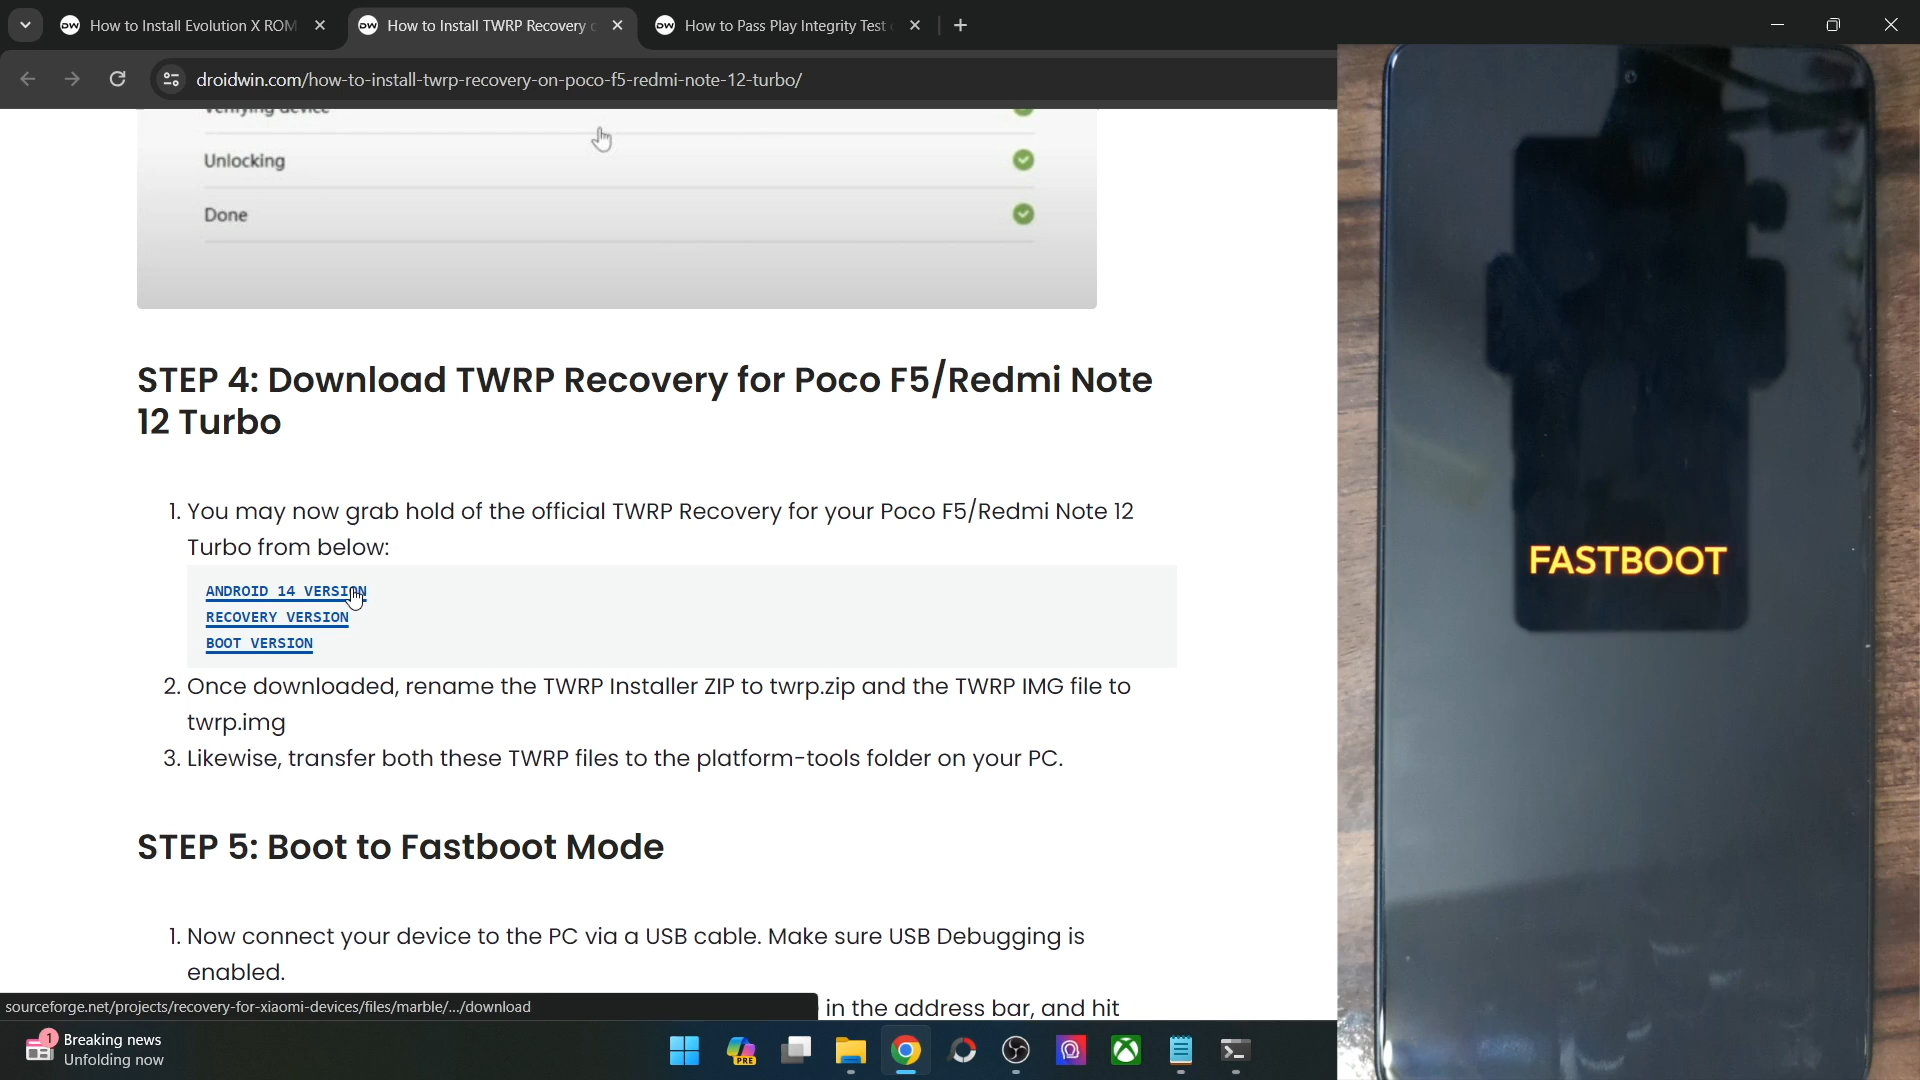 DW How to Install Evolution X ROM
DW How to Install TWRP Recovery
DW How to Pass Play Integrity Test
droidwin.com/how-to-install-twrp-recovery-on-poco-f5-redmi-note-12-turbo/
Verifying device
Unlocking
Done
STEP 4: Download TWRP Recovery for Poco F5/Redmi Note
12 Turbo
1. You may now grab hold of the official TWRP Recovery for your Poco F5/Redmi Note 12
Turbo from below:
ANDROID 14 VERSION
RECOVERY VERSION
BOOT VERSION
2. Once downloaded, rename the TWRP Installer ZIP to twrp.zip and the TWRP IMG file to
twrp.img
3. Likewise, transfer both these TWRP files to the platform-tools folder on your PC.
STEP 5: Boot to Fastboot Mode
1. Now connect your device to the PC via a USB cable. Make sure USB Debugging is
enabled.
in the address bar, and hit
sourceforge.net/projects/recovery-for-xiaomi-devices/files/marble/.../download
1
Breaking news
Unfolding now
PRE
FASTBOOT